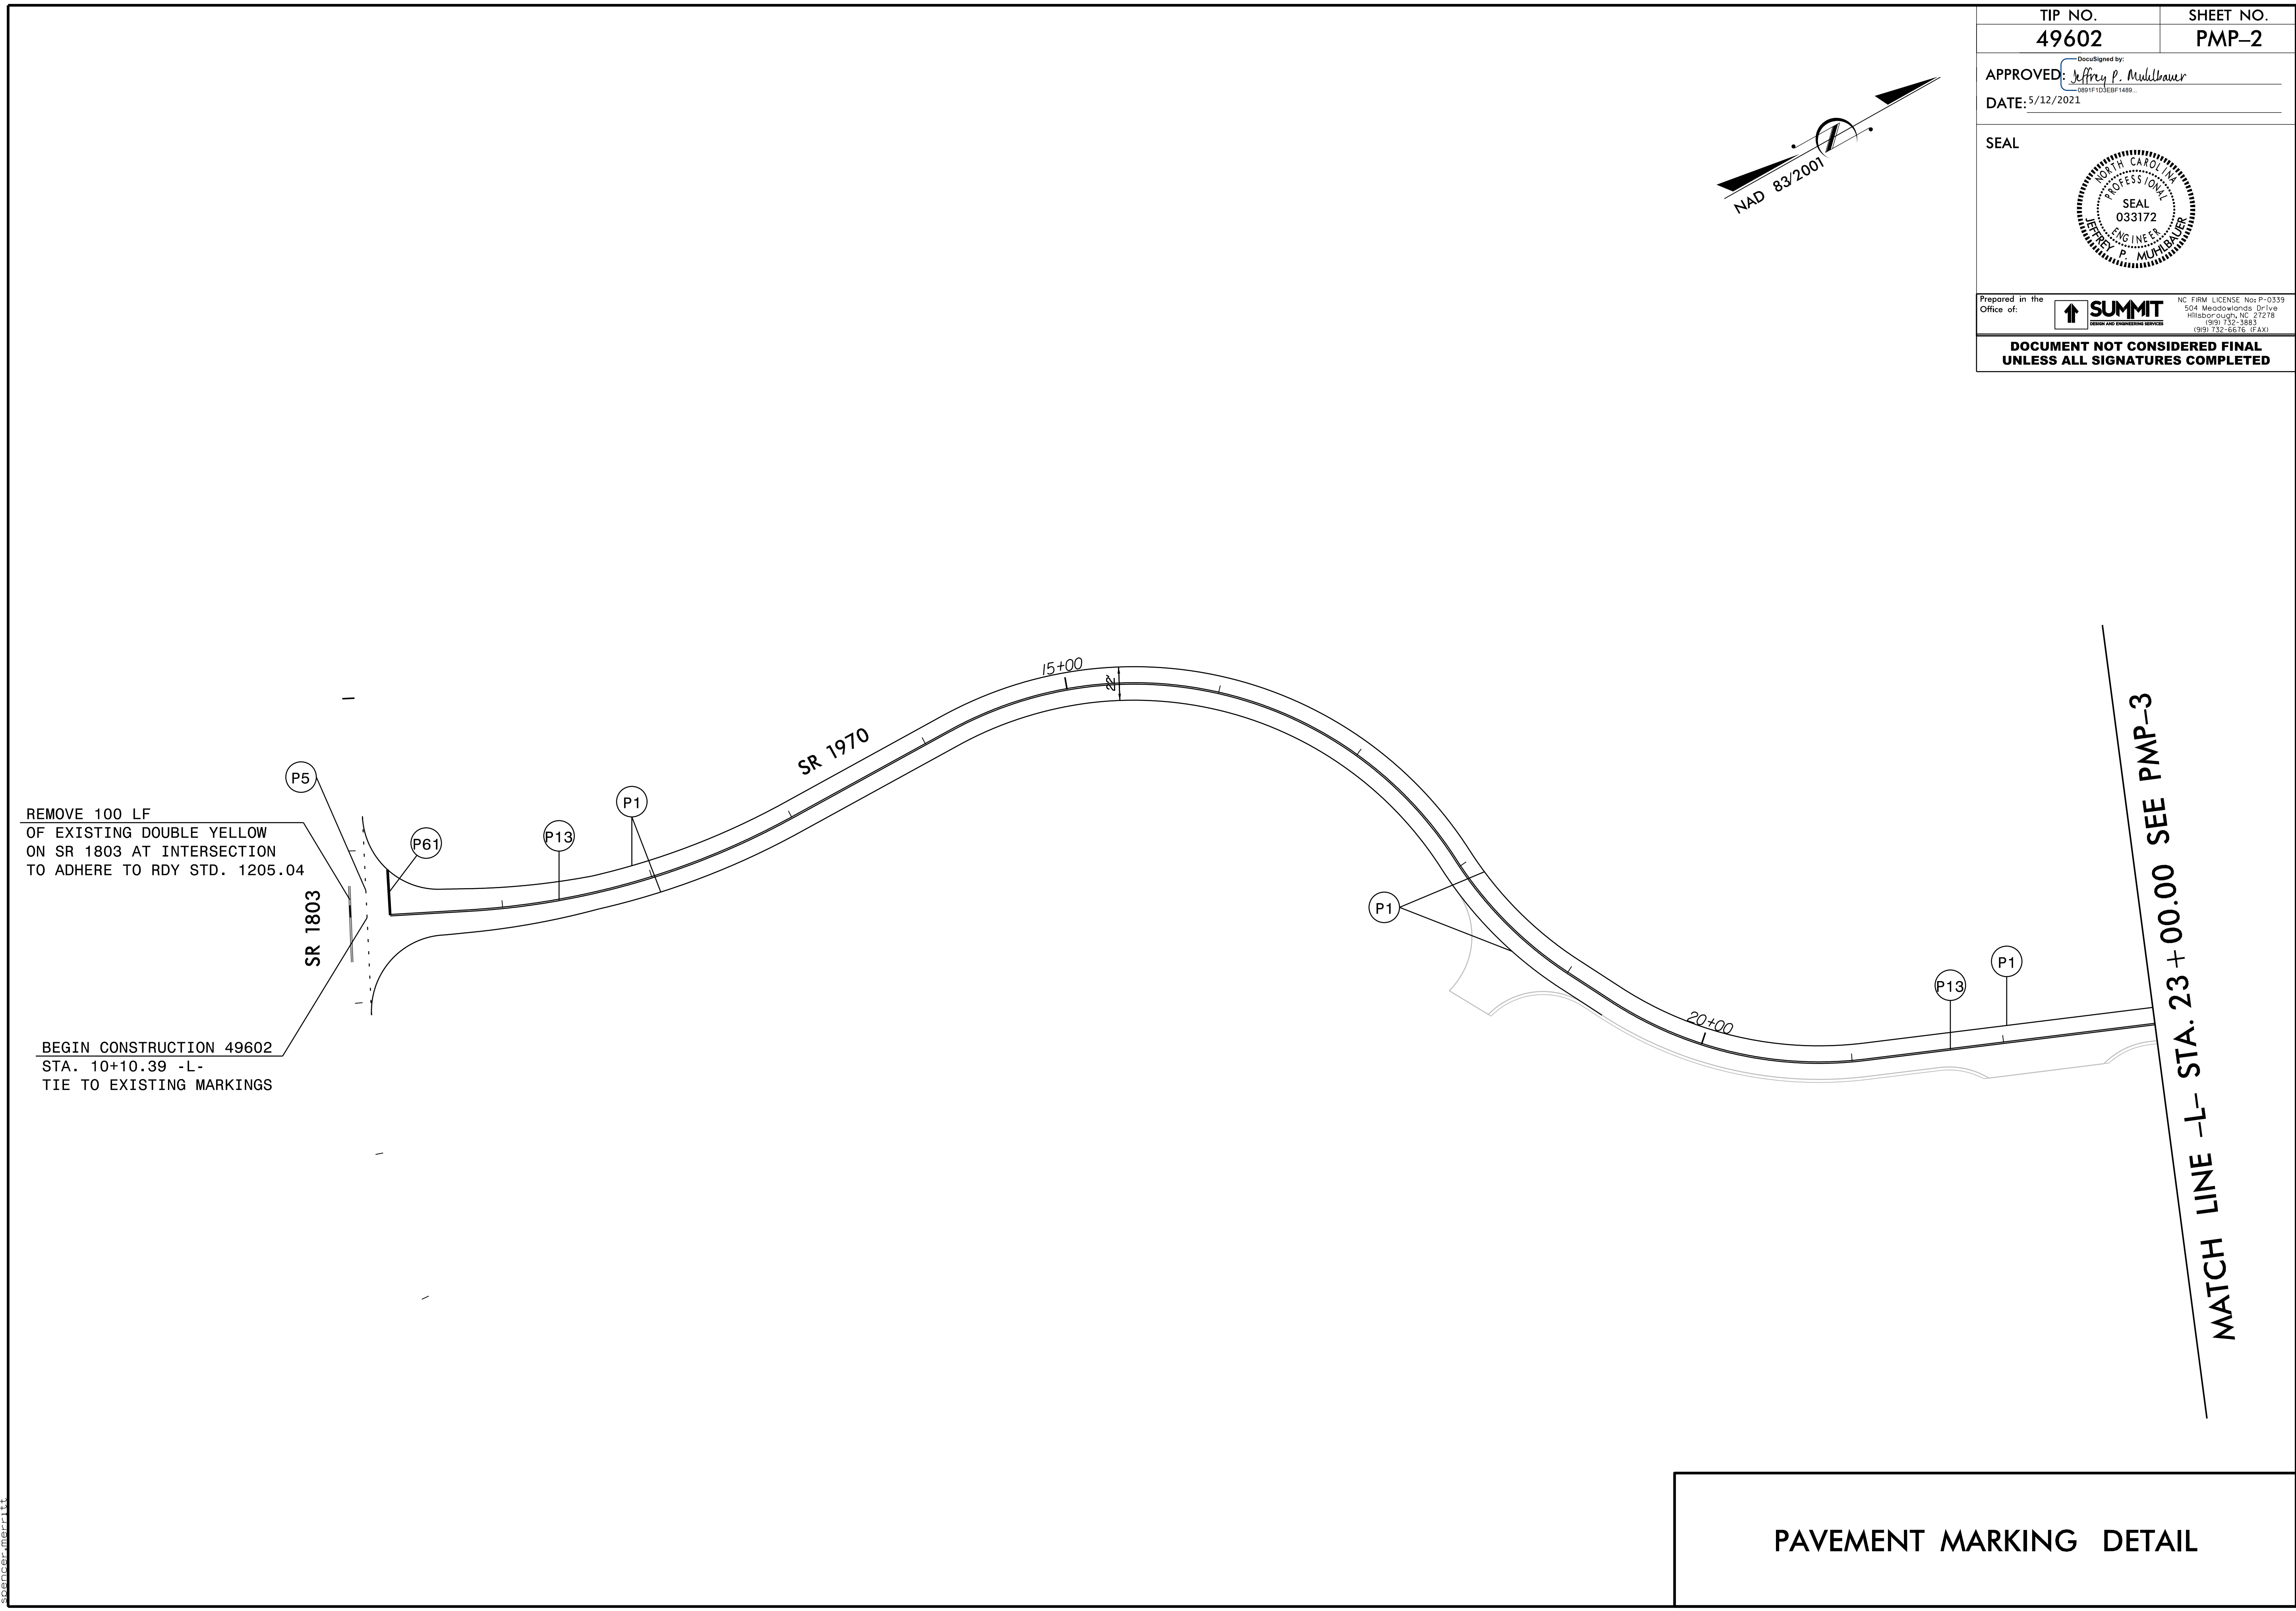 TIP NO.
SHEET NO.
49602
PMP-2
APPROVED:
DocuSigned by:
Jeffrey P. Muhlbauer
0891F1D3EBF1489...
DATE: 5/12/2021
SEAL
NORTH CAROLINA
PROFESSIONAL
SEAL
033172
ENGINEER
JEFFREY P. MUHLBAUER
Prepared in the
Office of:
SUMMIT
DESIGN AND ENGINEERING SERVICES
NC FIRM LICENSE No: P-0339
504 Meadowlands Drive
Hillsborough, NC 27278
(919) 732-3883
(919) 732-6676 (FAX)
DOCUMENT NOT CONSIDERED FINAL
UNLESS ALL SIGNATURES COMPLETED
NAD 83/2001
15+00
SR 1970
P5
P1
REMOVE 100 LF
OF EXISTING DOUBLE YELLOW
ON SR 1803 AT INTERSECTION
TO ADHERE TO RDY STD. 1205.04
P61
P13
SR 1803
P1
BEGIN CONSTRUCTION 49602
STA. 10+10.39 -L-
TIE TO EXISTING MARKINGS
20+00
P13
P1
MATCH LINE -L- STA. 23+00.00 SEE PMP-3
PAVEMENT MARKING DETAIL
spencer.merritt